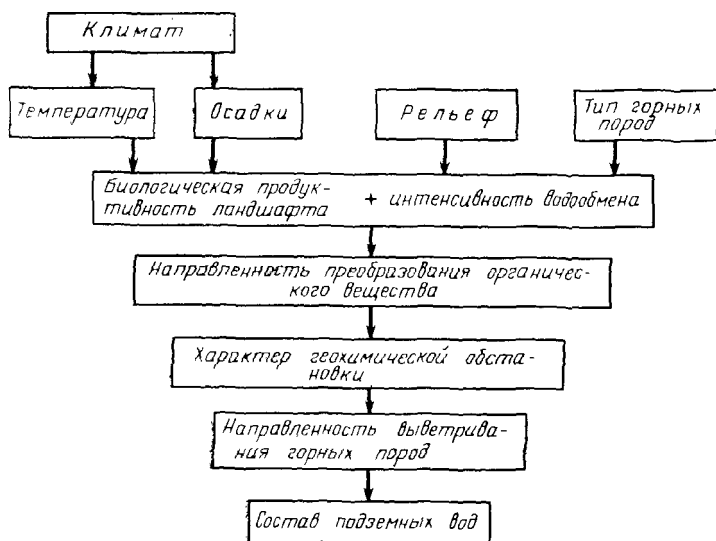 Климат
Температура
Осадки
Рельеф
Тип горных
пород
Биологическая продук-
тивность ландшафта
+ интенсивность водообмена
Направленность преобразования органичес-
кого вещества
Характер геохимической обста-
новки
Направленность выветрива-
ния горных пород
Состав подземных вод